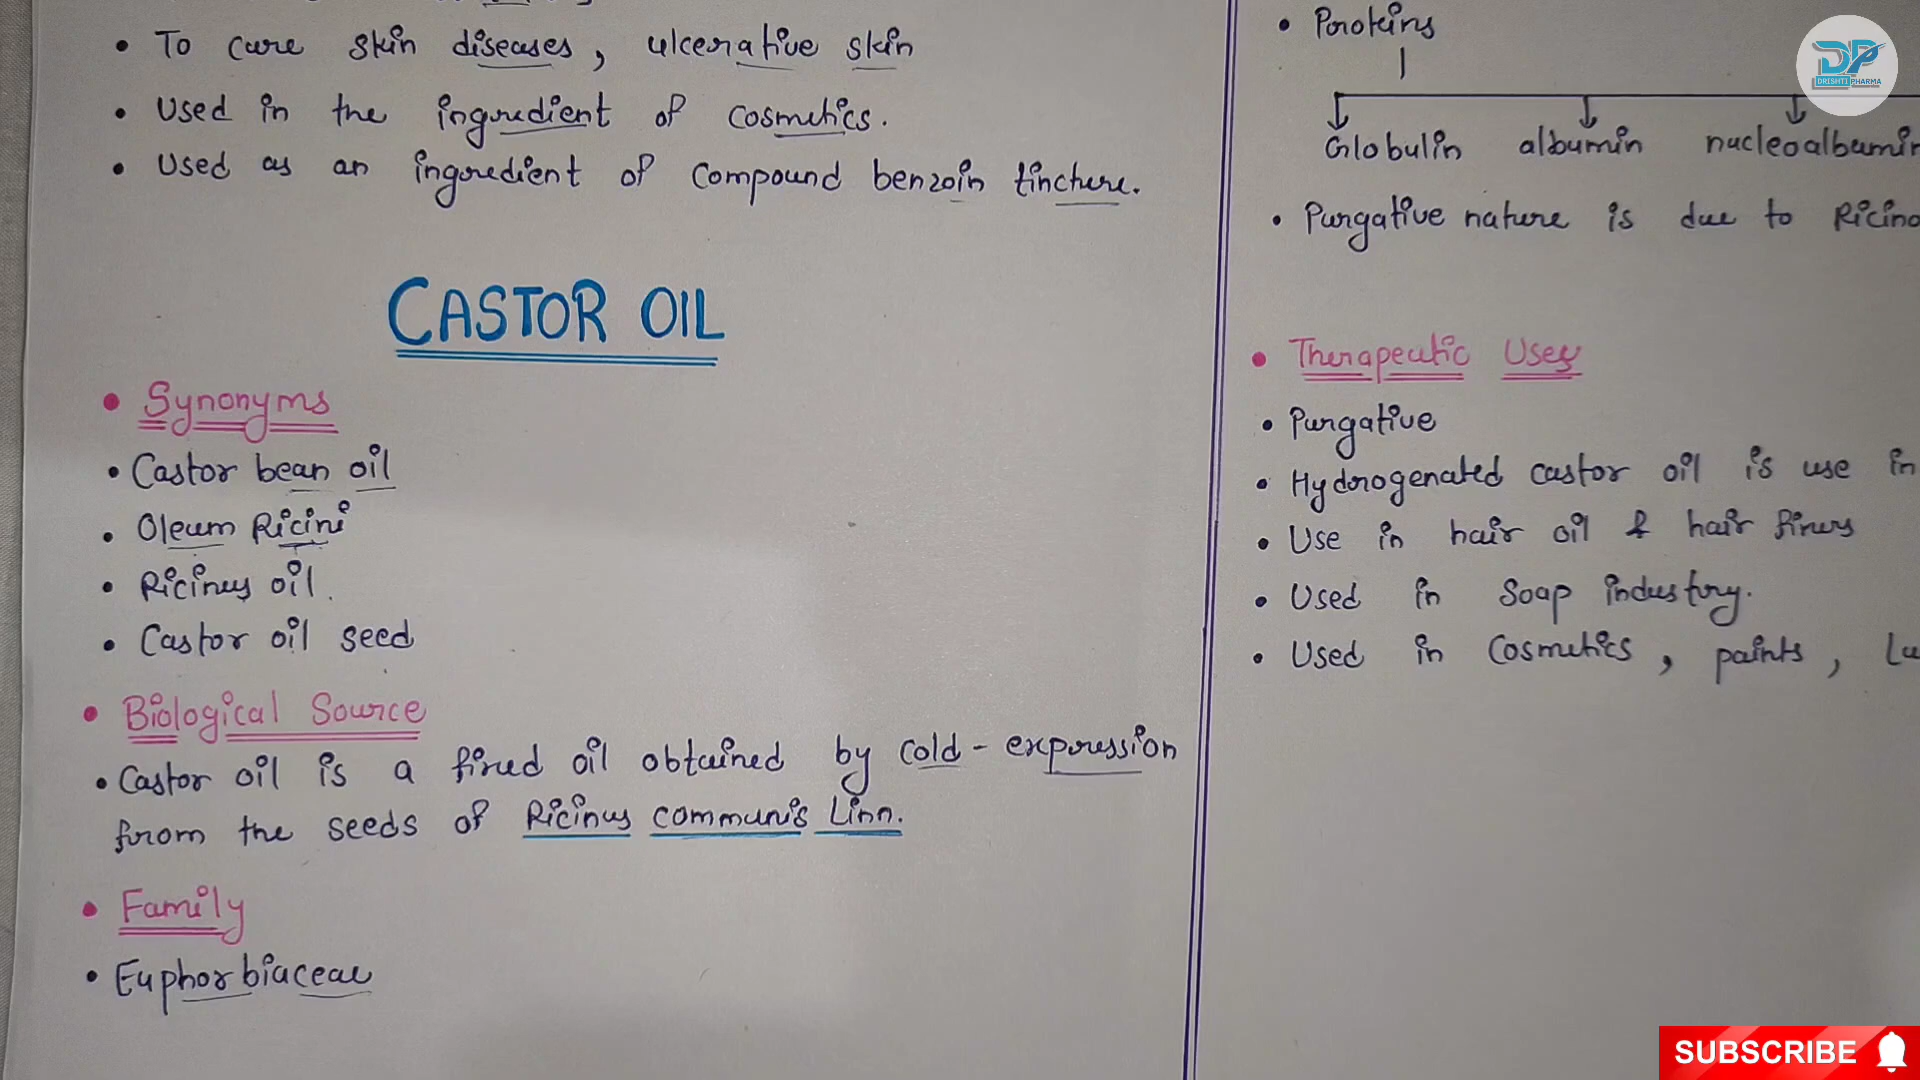 • To cure skin diseases, ulcerative skin
• Used in the ingredient of cosmetics.
• Used as an ingredient of compound benzoin tincture.
CASTOR OIL
• Synonyms
• Castor bean oil
• Oleum Ricini
• Ricinus oil.
• Castor oil seed
• Biological Source
• Castor oil is a fixed oil obtained by cold-expression
from the seeds of Ricinus communis Linn.
• Family
• Euphorbiaceae
• Proteins
Globulin albumin nucleoalbumin
• Purgative nature is due to
• Therapeutic Uses
• Purgative
• Hydrogenated castor oil is use in
• Use in hair oil & hair fixers
• Used in Soap industry.
• Used in Cosmetics, paints,
DP
DRISHTI PHARMA
SUBSCRIBE